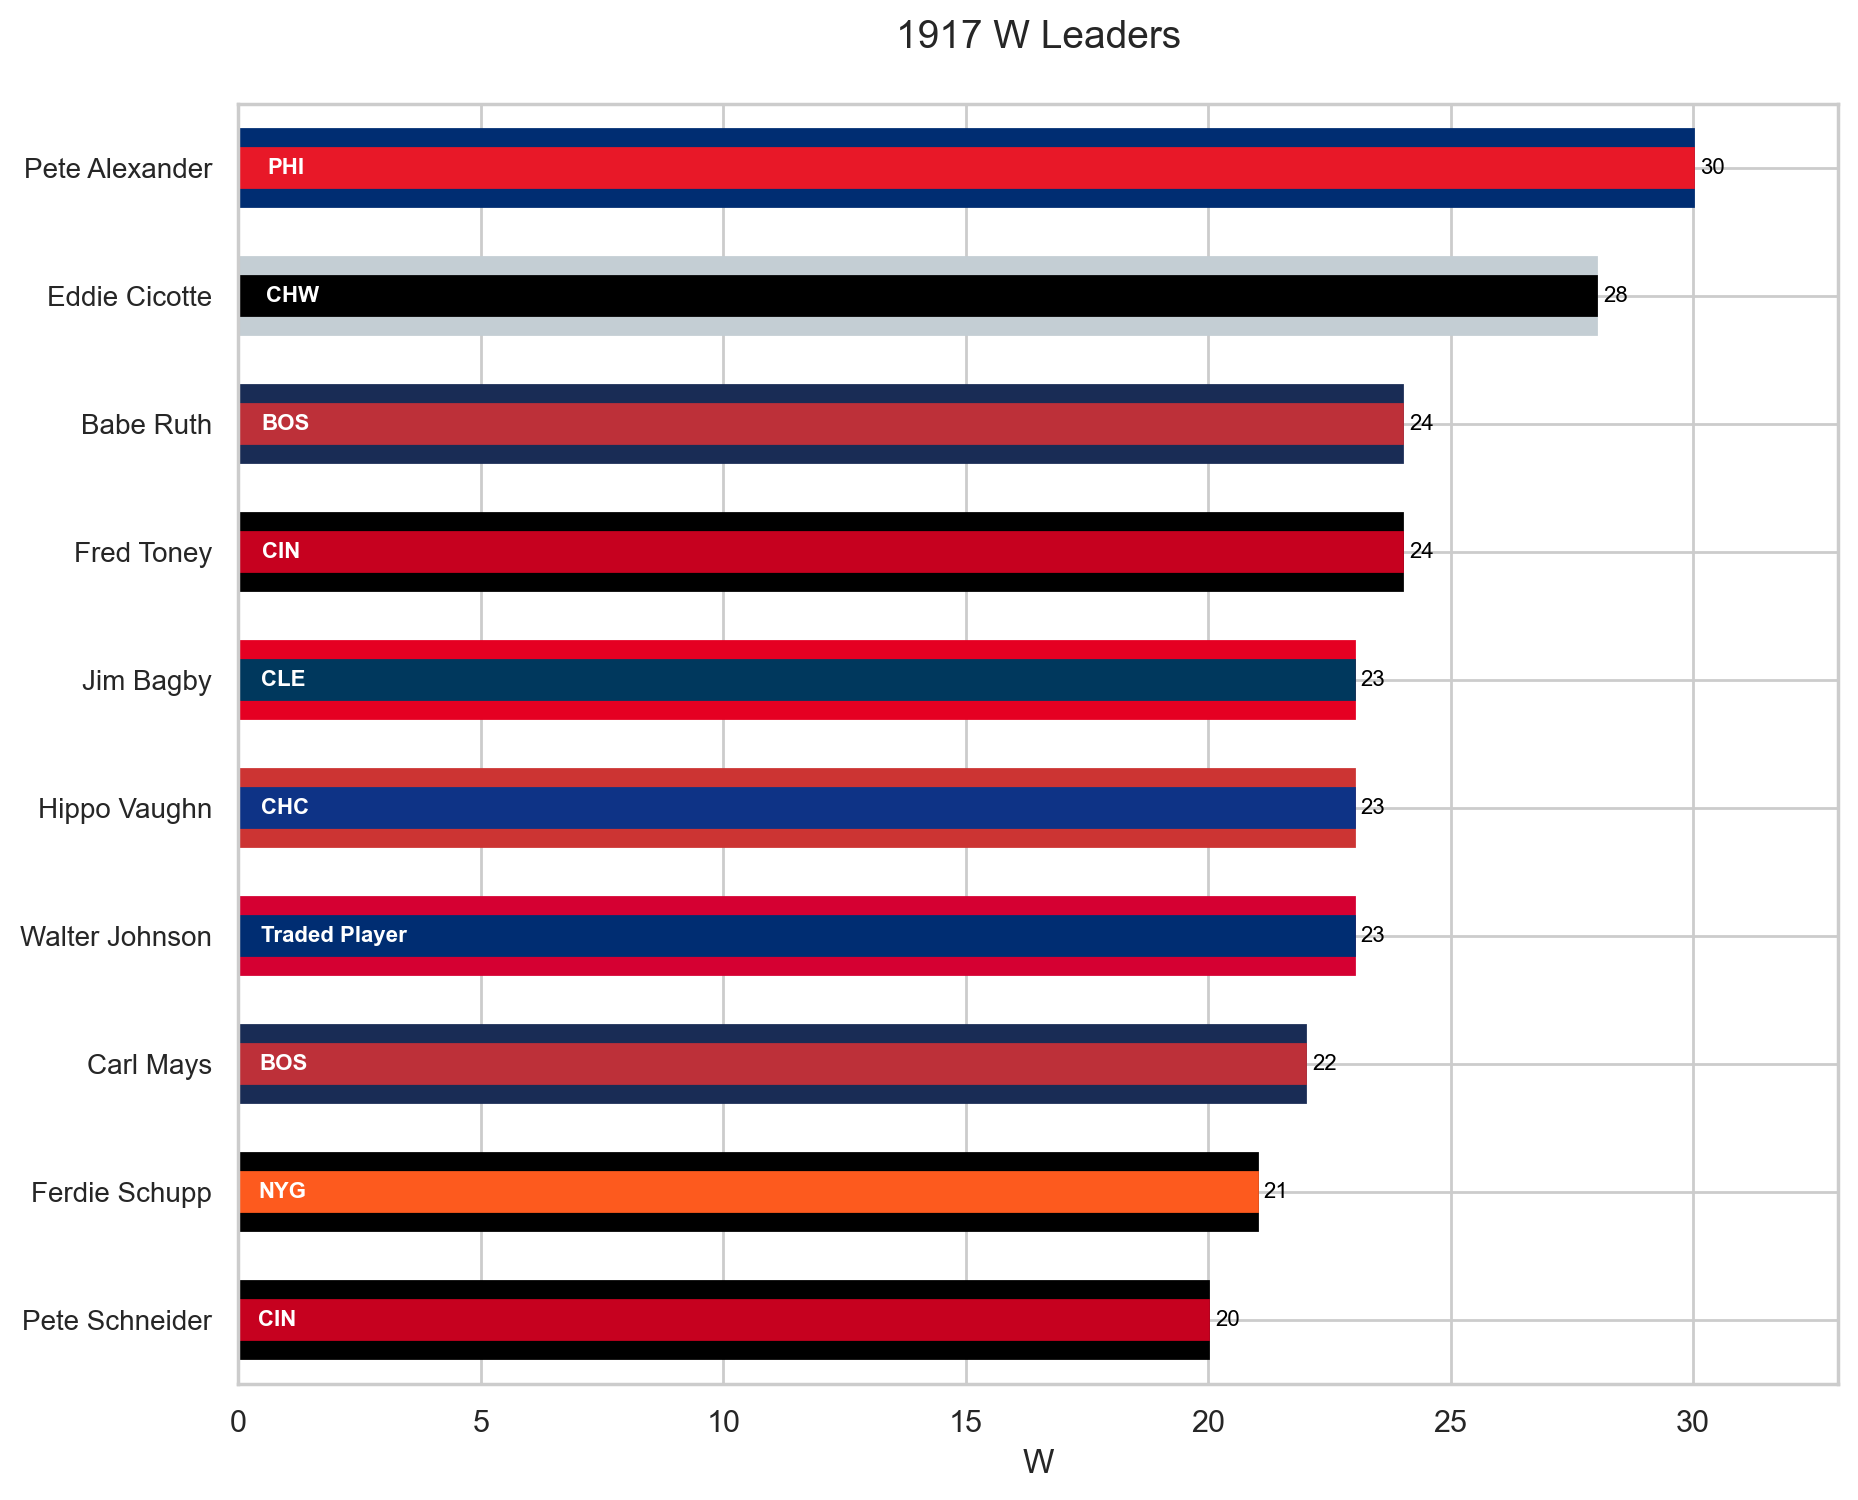 1917 W Leaders
Pete Alexander PHI 30
Eddie Cicotte CHW 28
Babe Ruth BOS 24
Fred Toney CIN 24
Jim Bagby CLE 23
Hippo Vaughn CHC 23
Walter Johnson Traded Player 23
Carl Mays BOS 22
Ferdie Schupp NYG 21
Pete Schneider CIN 20
0 5 10 15 20 25 30
W